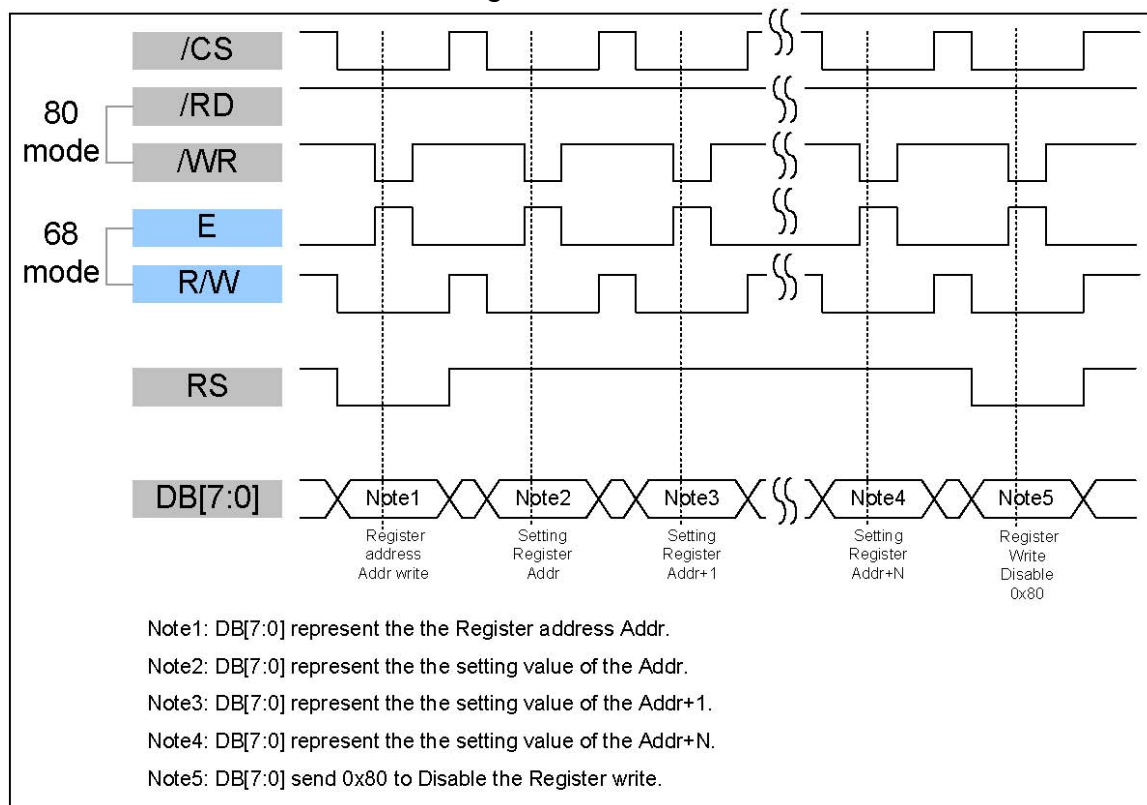 /CS
80
mode
/RD
/WR
68
mode
E
R/W
RS
DB[7:0]
Note1
Note2
Note3
Note4
Note5
Register
address
Addr write
Setting
Register
Addr
Setting
Register
Addr+1
Setting
Register
Addr+N
Register
Write
Disable
0x80
Note1: DB[7:0] represent the the Register address Addr.
Note2: DB[7:0] represent the the setting value of the Addr.
Note3: DB[7:0] represent the the setting value of the Addr+1.
Note4: DB[7:0] represent the the setting value of the Addr+N.
Note5: DB[7:0] send 0x80 to Disable the Register write.